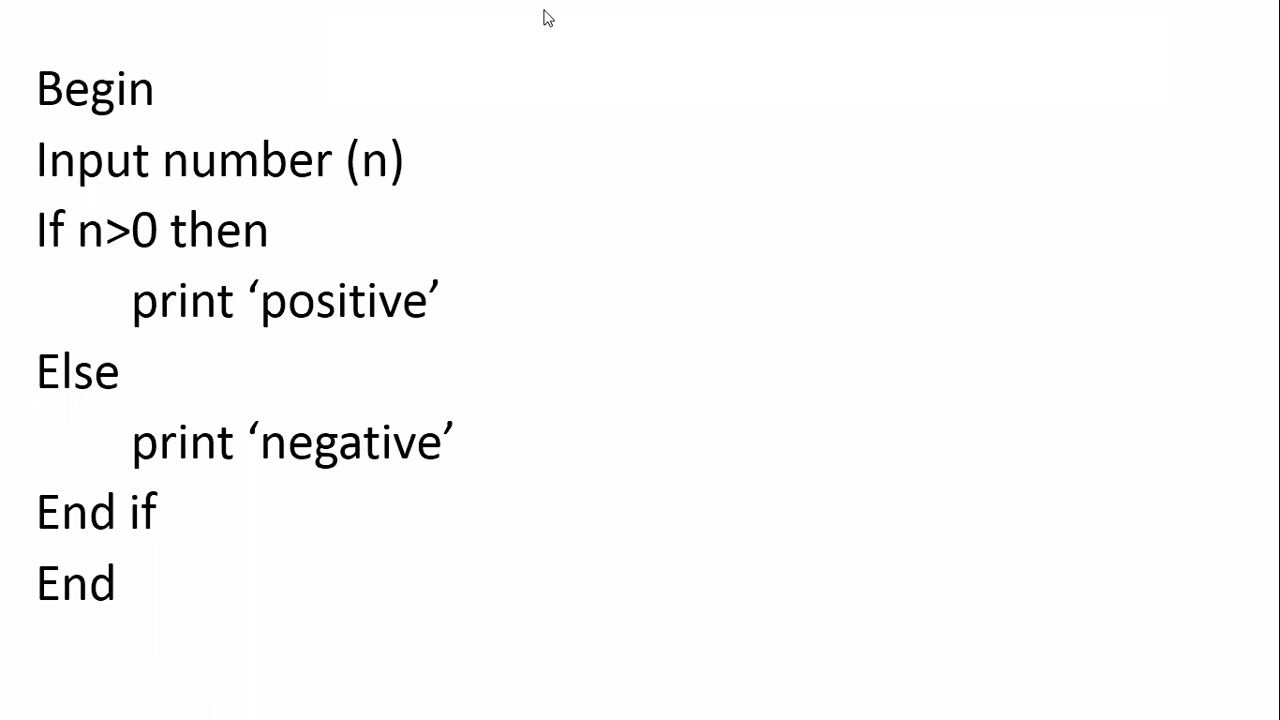 Begin
Input number (n)
If n>0 then
print ‘positive’
Else
print ‘negative’
End if
End